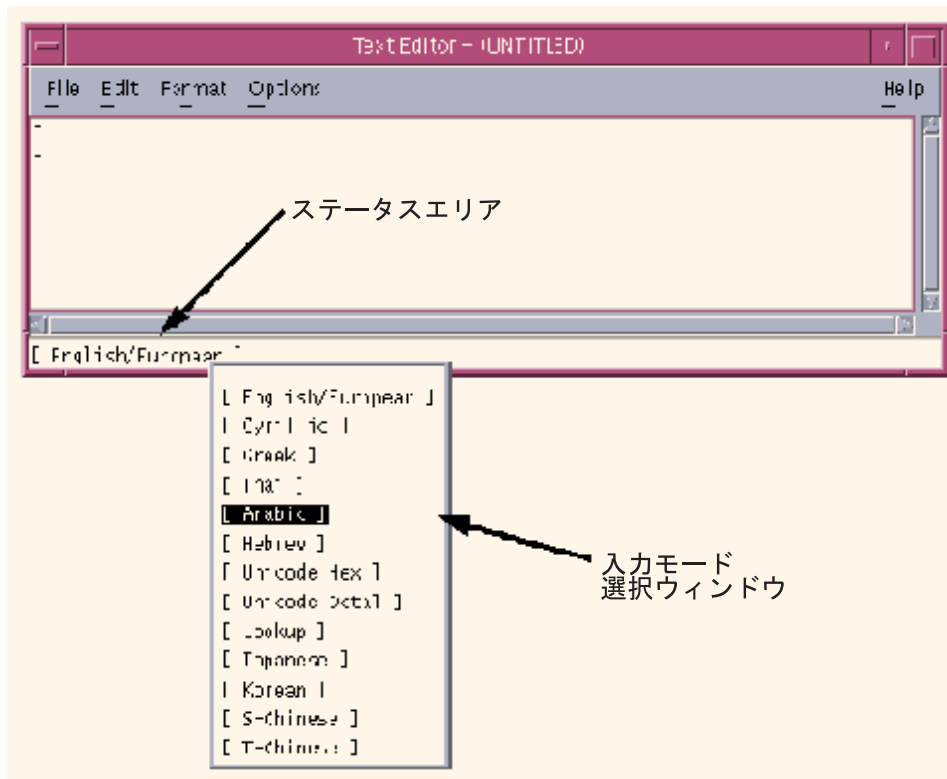 Text Editor - (UNTITLED)
File Edit Format Options Help
ステータスエリア
[ English/European ]
[ English/European ]
[ Cyrillic ]
[ Greek ]
[ Thai ]
[ Arabic ]
[ Hebrew ]
[ Unicode Hex ]
[ Unicode Octal ]
[ Lookup ]
[ Japanese ]
[ Korean ]
[ S-Chinese ]
[ T-Chinese ]
入力モード
選択ウィンドウ